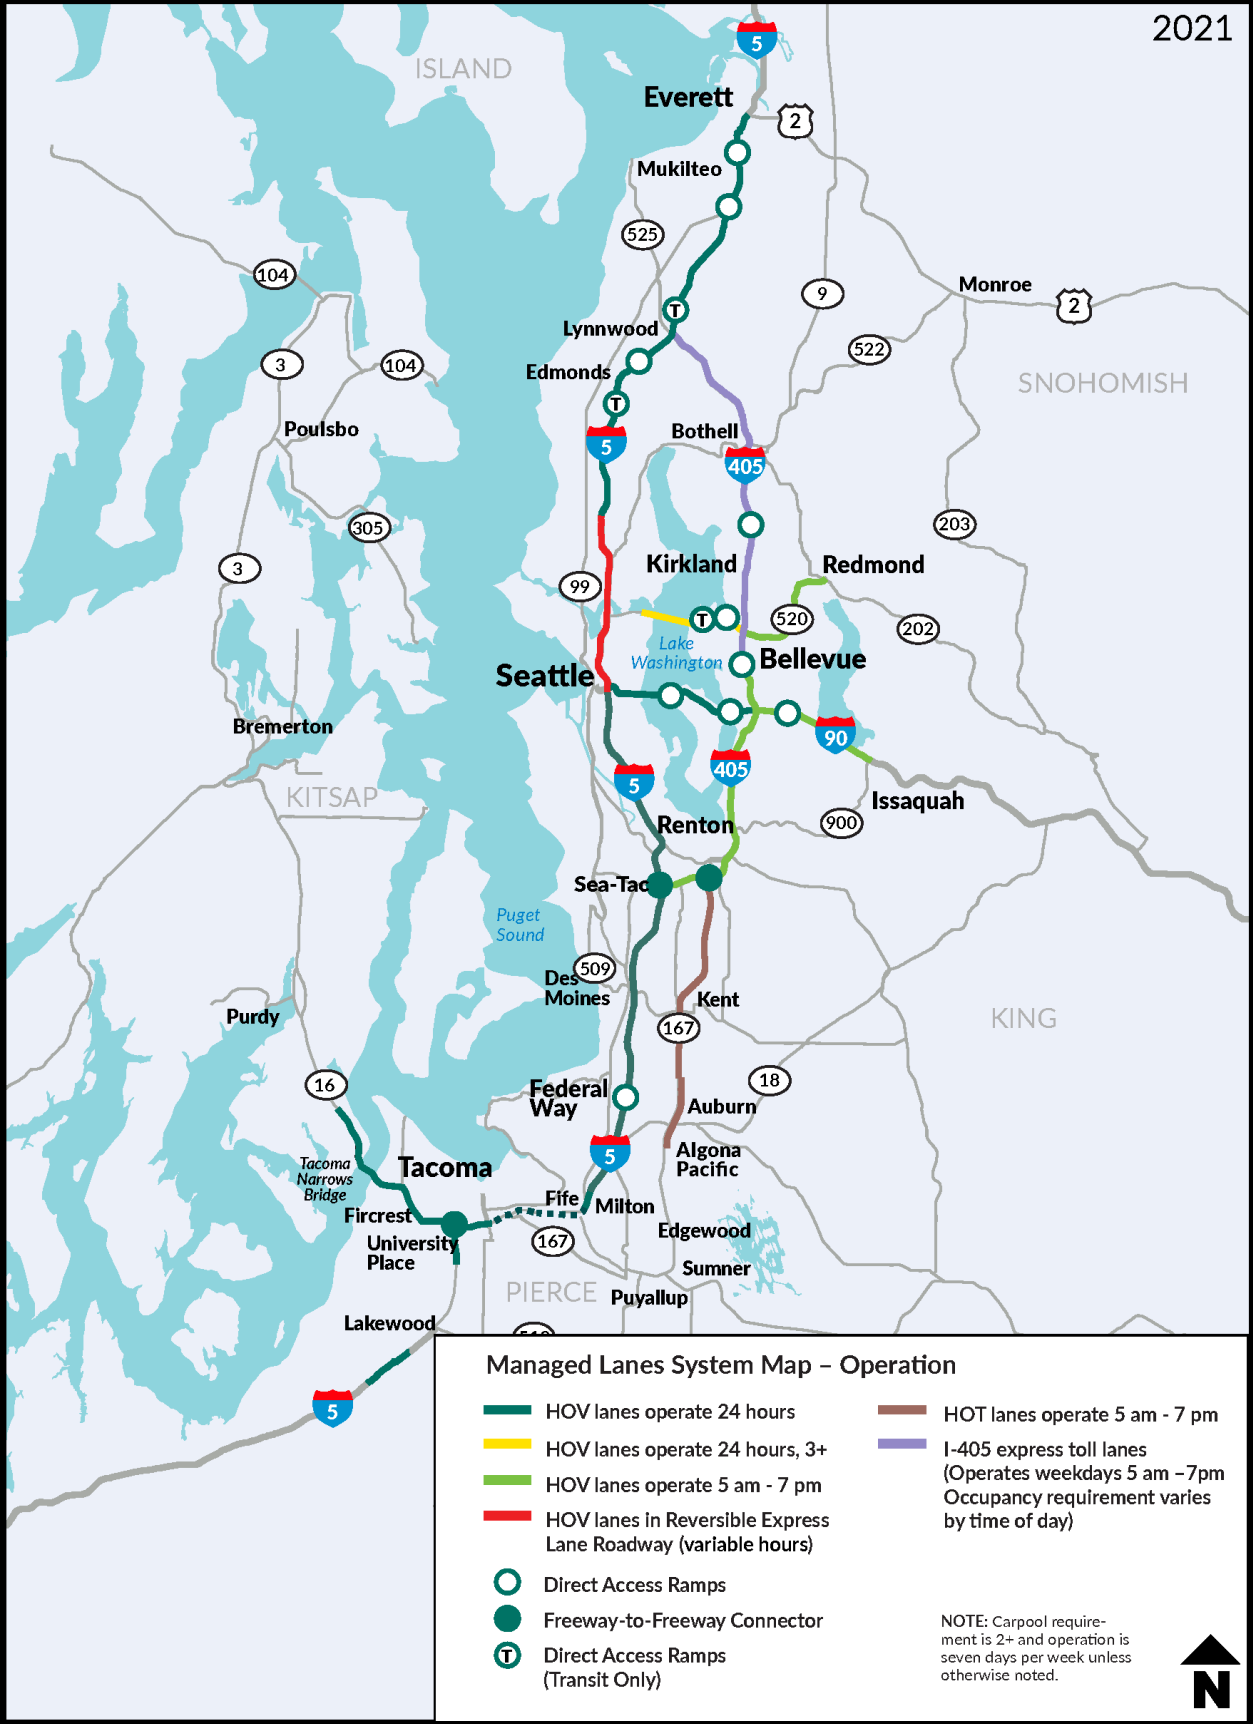 2021
ISLAND
5
Everett
2
Mukilteo
525
104
9
Monroe
2
T
Lynnwood
522
3
104
Edmonds
SNOHOMISH
T
Poulsbo
Bothell
5
405
305
203
Kirkland
Redmond
3
99
T
520
202
Lake
Washington
Bellevue
Seattle
Bremerton
90
405
5
KITSAP
Issaquah
Renton
900
Sea-Tac
Puget
Sound
509
Des
Moines
Kent
Purdy
KING
167
16
18
Federal
Way
Auburn
5
Algona
Pacific
Tacoma
Tacoma
Narrows
Bridge
Fife
Milton
Fircrest
Edgewood
University
Place
167
Sumner
PIERCE
Puyallup
Lakewood
5
Managed Lanes System Map – Operation
HOV lanes operate 24 hours
HOV lanes operate 24 hours, 3+
HOV lanes operate 5 am - 7 pm
HOV lanes in Reversible Express
Lane Roadway (variable hours)
Direct Access Ramps
Freeway-to-Freeway Connector
T
Direct Access Ramps
(Transit Only)
HOT lanes operate 5 am - 7 pm
I-405 express toll lanes
(Operates weekdays 5 am –7pm
Occupancy requirement varies
by time of day)
NOTE: Carpool require-
ment is 2+ and operation is
seven days per week unless
otherwise noted.
N